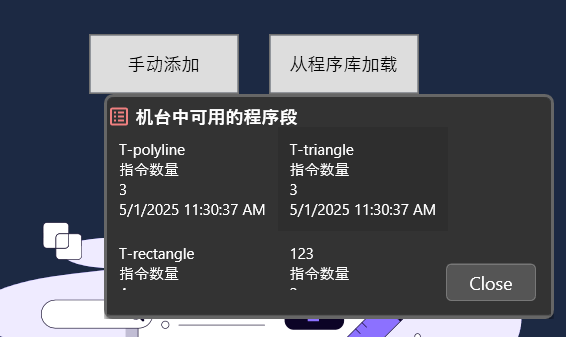 手动添加
从程序库加载
机台中可用的程序段
T-polyline
指令数量
3
5/1/2025 11:30:37 AM
T-triangle
指令数量
3
5/1/2025 11:30:37 AM
T-rectangle
指令数量
123
指令数量
Close